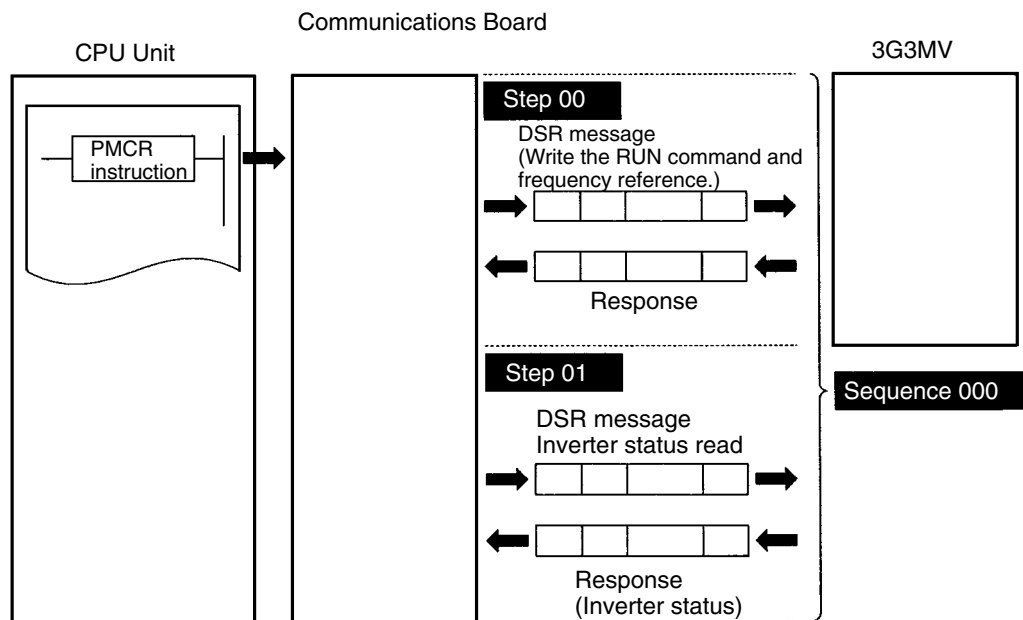 Communications Board
CPU Unit
3G3MV
PMCR
instruction
Step 00
DSR message
(Write the RUN command and
frequency reference.)
Response
Step 01
Sequence 000
DSR message
Inverter status read
Response
(Inverter status)